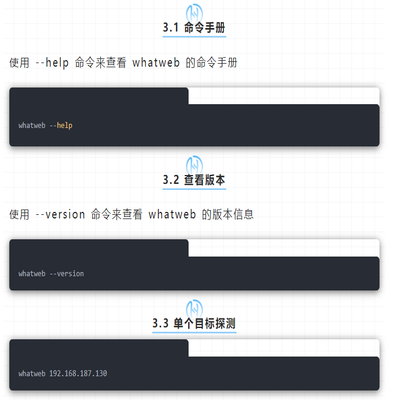 3.1 命令手册
使用 --help 命令来查看 whatweb 的命令手册
whatweb --help
3.2 查看版本
使用 --version 命令来查看 whatweb 的版本信息
whatweb --version
3.3 单个目标探测
whatweb 192.168.187.130